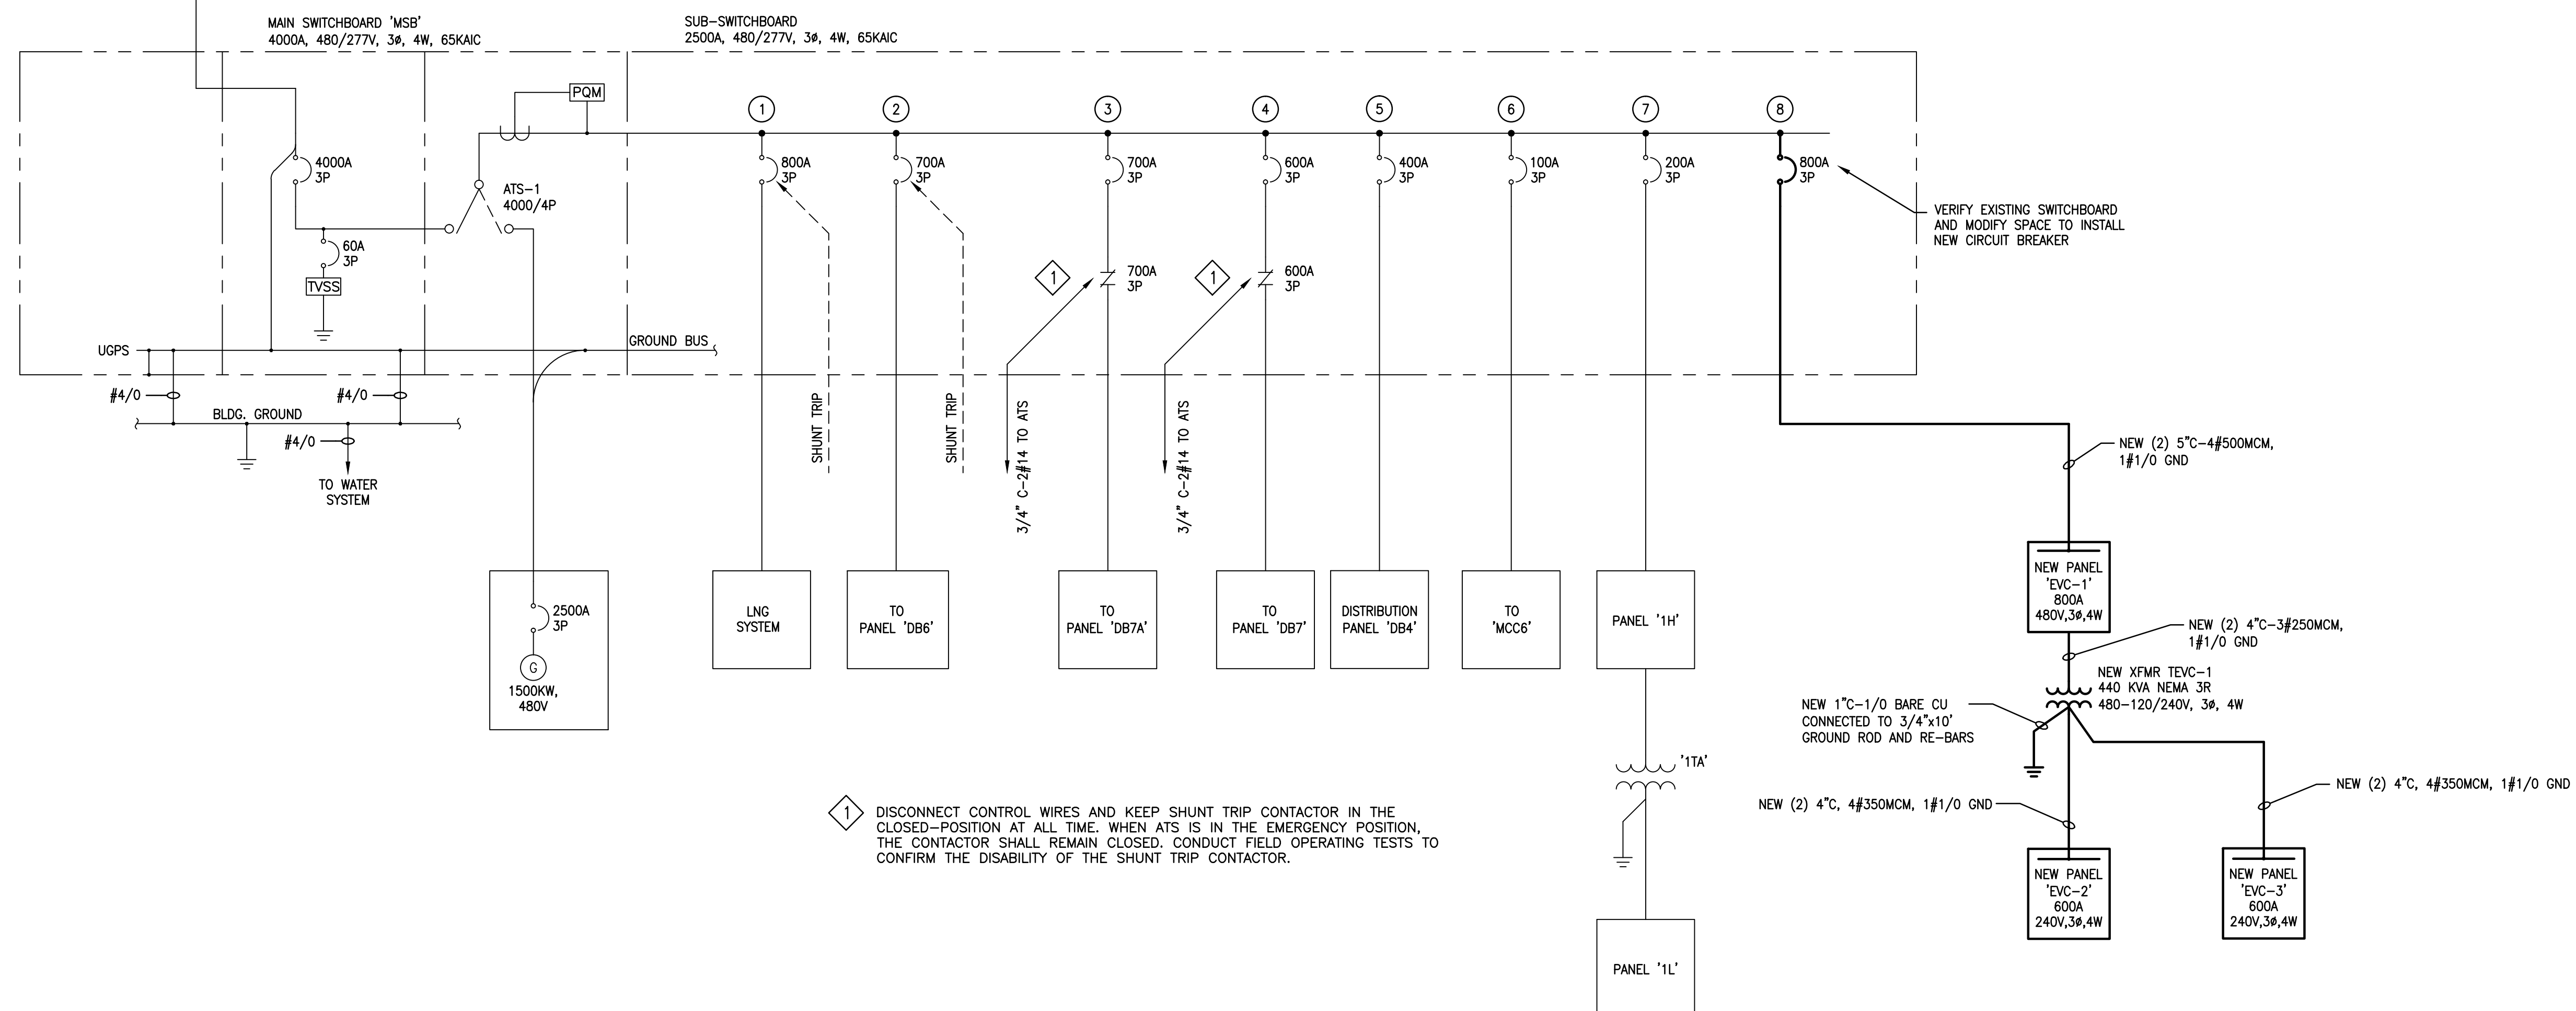 MAIN SWITCHBOARD 'MSB'
4000A, 480/277V, 3ø, 4W, 65KAIC
SUB-SWITCHBOARD
2500A, 480/277V, 3ø, 4W, 65KAIC
PQM
1
2
3
4
5
6
7
8
4000A
3P
ATS-1
4000/4P
60A
3P
TVSS
800A
3P
700A
3P
700A
3P
600A
3P
400A
3P
100A
3P
200A
3P
800A
3P
VERIFY EXISTING SWITCHBOARD
AND MODIFY SPACE TO INSTALL
NEW CIRCUIT BREAKER
1
700A
3P
1
600A
3P
UGPS
GROUND BUS
#4/0
#4/0
BLDG. GROUND
#4/0
TO WATER
SYSTEM
SHUNT TRIP
SHUNT TRIP
3/4" C-2#14 TO ATS
3/4" C-2#14 TO ATS
NEW (2) 5"C-4#500MCM,
1#1/0 GND
2500A
3P
G
1500KW,
480V
LNG
SYSTEM
TO
PANEL 'DB6'
TO
PANEL 'DB7A'
TO
PANEL 'DB7'
DISTRIBUTION
PANEL 'DB4'
TO
'MCC6'
PANEL '1H'
NEW PANEL
'EVC-1'
800A
480V,3ø,4W
NEW (2) 4"C-3#250MCM,
1#1/0 GND
NEW XFMR TEVC-1
440 KVA NEMA 3R
480-120/240V, 3ø, 4W
NEW 1"C-1/0 BARE CU
CONNECTED TO 3/4"x10'
GROUND ROD AND RE-BARS
'1TA'
NEW (2) 4"C, 4#350MCM, 1#1/0 GND
NEW (2) 4"C, 4#350MCM, 1#1/0 GND
1
DISCONNECT CONTROL WIRES AND KEEP SHUNT TRIP CONTACTOR IN THE
CLOSED-POSITION AT ALL TIME. WHEN ATS IS IN THE EMERGENCY POSITION,
THE CONTACTOR SHALL REMAIN CLOSED. CONDUCT FIELD OPERATING TESTS TO
CONFIRM THE DISABILITY OF THE SHUNT TRIP CONTACTOR.
NEW PANEL
'EVC-2'
600A
240V,3ø,4W
NEW PANEL
'EVC-3'
600A
240V,3ø,4W
PANEL '1L'